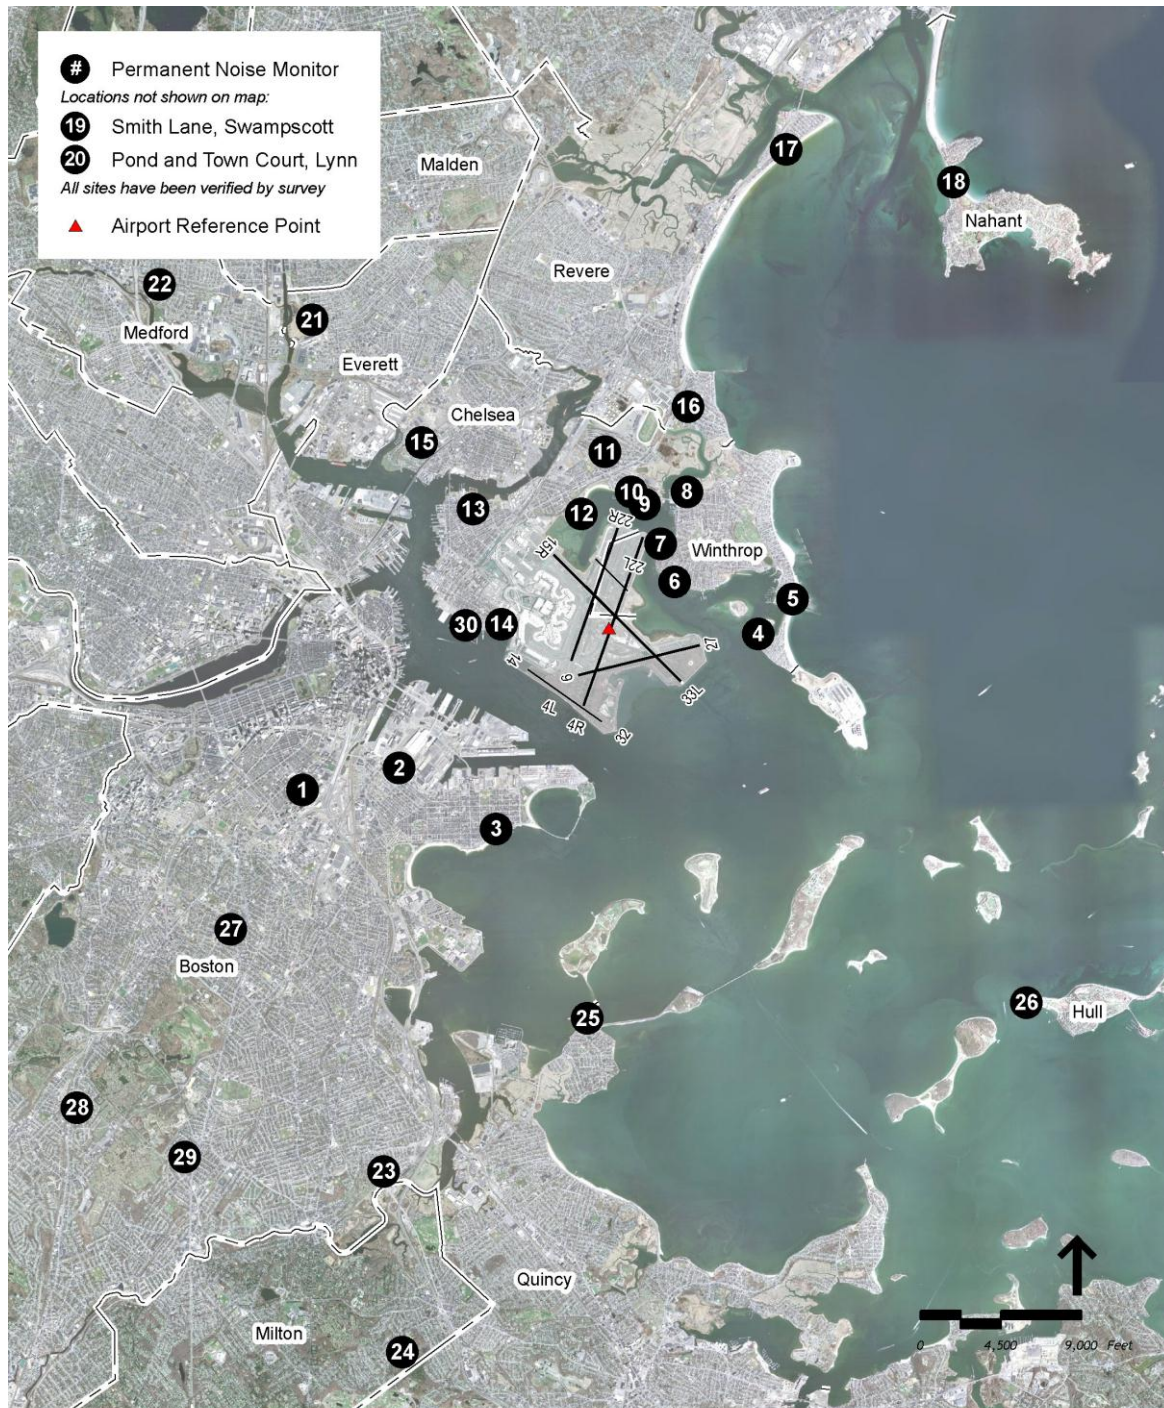 # Permanent Noise Monitor
Locations not shown on map:
19 Smith Lane, Swampscott
20 Pond and Town Court, Lynn
All sites have been verified by survey
Airport Reference Point
Malden
17
18
Nahant
Revere
22
21
Medford
Everett
16
Chelsea
15
11
10
8
9
13
12
22R
7
15R
22L
Winthrop
6
5
30
14
4
27
14
9
33L
4L
4R
32
2
1
3
27
Boston
26
Hull
25
28
29
23
Quincy
Milton
24
0 4,500 9,000 Feet